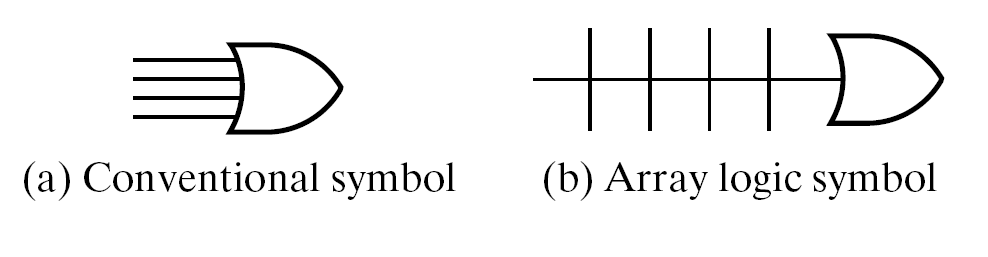 (a) Conventional symbol
(b) Array logic symbol